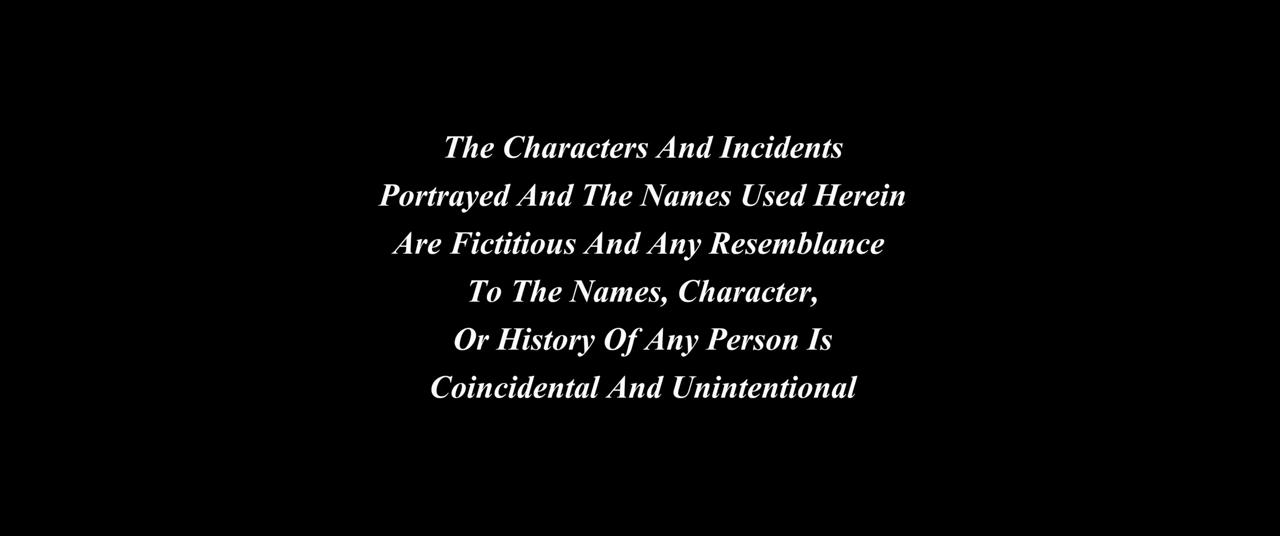 The Characters And Incidents
Portrayed And The Names Used Herein
Are Fictitious And Any Resemblance
To The Names, Character,
Or History Of Any Person Is
Coincidental And Unintentional